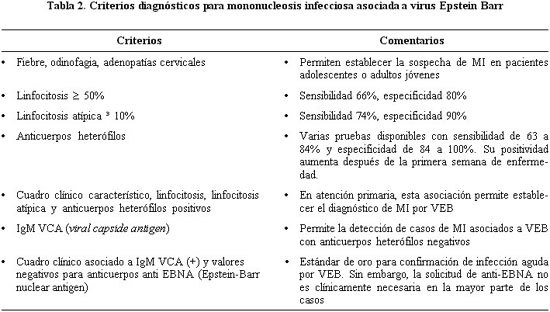 Tabla 2. Criterios diagnósticos para mononucleosis infecciosa asociada a virus Epstein Barr
Criterios
Comentarios
• Fiebre, odinofagia, adenopatías cervicales
• Permiten establecer la sospecha de MI en pacientes
adolescentes o adultos jóvenes
• Linfocitosis ≥ 50%
• Sensibilidad 66%, especificidad 80%
• Linfocitosis atípica * 10%
• Sensibilidad 74%, especificidad 90%
• Anticuerpos heterófilos
• Varias pruebas disponibles con sensibilidad de 63 a
84% y especificidad de 84 a 100%. Su positividad
aumenta después de la primera semana de enferme-
dad.
• Cuadro clínico característico, linfocitosis, linfocitosis
atípica y anticuerpos heterófilos positivos
• En atención primaria, esta asociación permite estable-
cer el diagnóstico de MI por VEB
• IgM VCA (viral capside antigen)
• Permite la detección de casos de MI asociados a VEB
con anticuerpos heterófilos negativos
• Cuadro clínico asociado a IgM VCA (+) y valores
negativos para anticuerpos anti EBNA (Epstein-Barr
nuclear antigen)
• Estándar de oro para confirmación de infección aguda
por VEB. Sin embargo, la solicitud de anti-EBNA no
es clínicamente necesaria en la mayor parte de los
casos